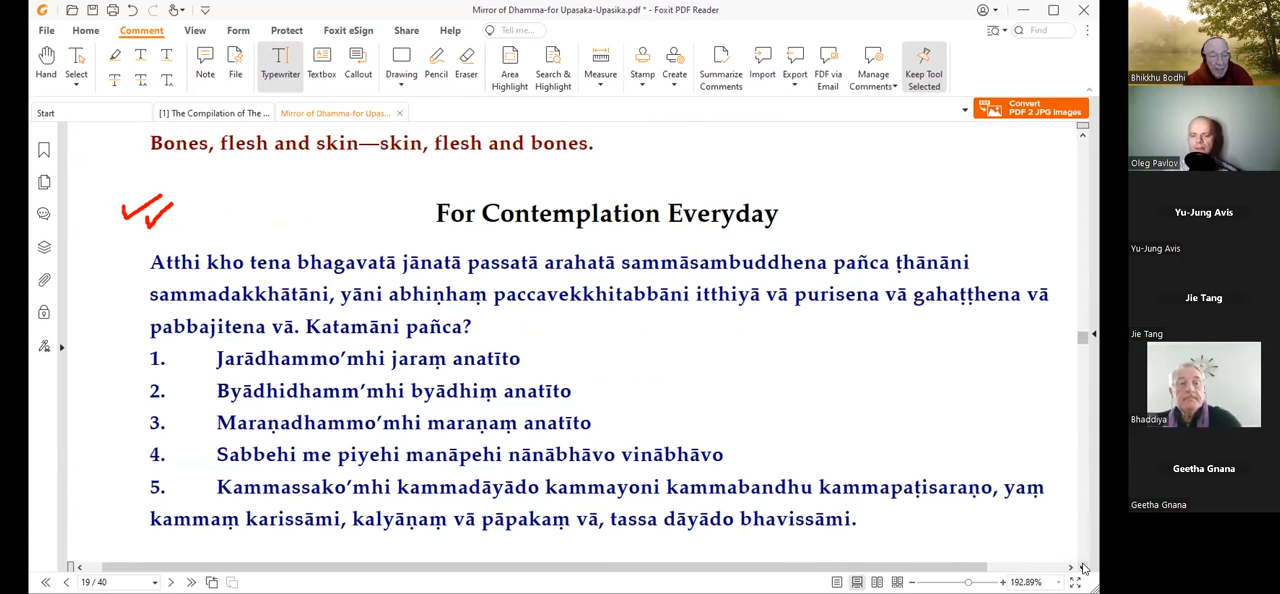 Mirror of Dhamma-for Upasaka-Upasika.pdf * - Foxit PDF Reader
File Home Comment View Form Protect Foxit eSign Share Help Tell me... Find
Hand Select Note File Typewriter Textbox Callout Drawing Pencil Eraser Area Highlight Search & Highlight Measure Stamp Create Summarize Comments Import Export FDF via Email Manage Comments Keep Tool Selected
Start [1] The Compilation of The ... Mirror of Dhamma-for Upas... Convert PDF 2 JPG Images
Bones, flesh and skin—skin, flesh and bones.
For Contemplation Everyday
Atthi kho tena bhagavatā jānatā passatā arahatā sammāsambuddhena pañca ṭhānāni
sammadakkhātāni, yāni abhiṇhaṃ paccavekkhitabbāni itthiyā vā purisena vā gahaṭṭhena vā
pabbajitena vā. Katamāni pañca?
1. Jarādhammo’mhi jaraṃ anatīto
2. Byādhidhamm’mhi byādhiṃ anatīto
3. Maraṇadhammo’mhi maraṇaṃ anatīto
4. Sabbehi me piyehi manāpehi nānābhāvo vinābhāvo
5. Kammassako’mhi kammadāyādo kammayoni kammabandhu kammapaṭisaraṇo, yaṃ
kammaṃ karissāmi, kalyāṇaṃ vā pāpakaṃ vā, tassa dāyādo bhavissāmi.
19 / 40 192.89%
Bhikkhu Bodhi
Oleg Pavlov
Yu-Jung Avis
Yu-Jung Avis
Jie Tang
Jie Tang
Bhaddiya
Geetha Gnana
Geetha Gnana